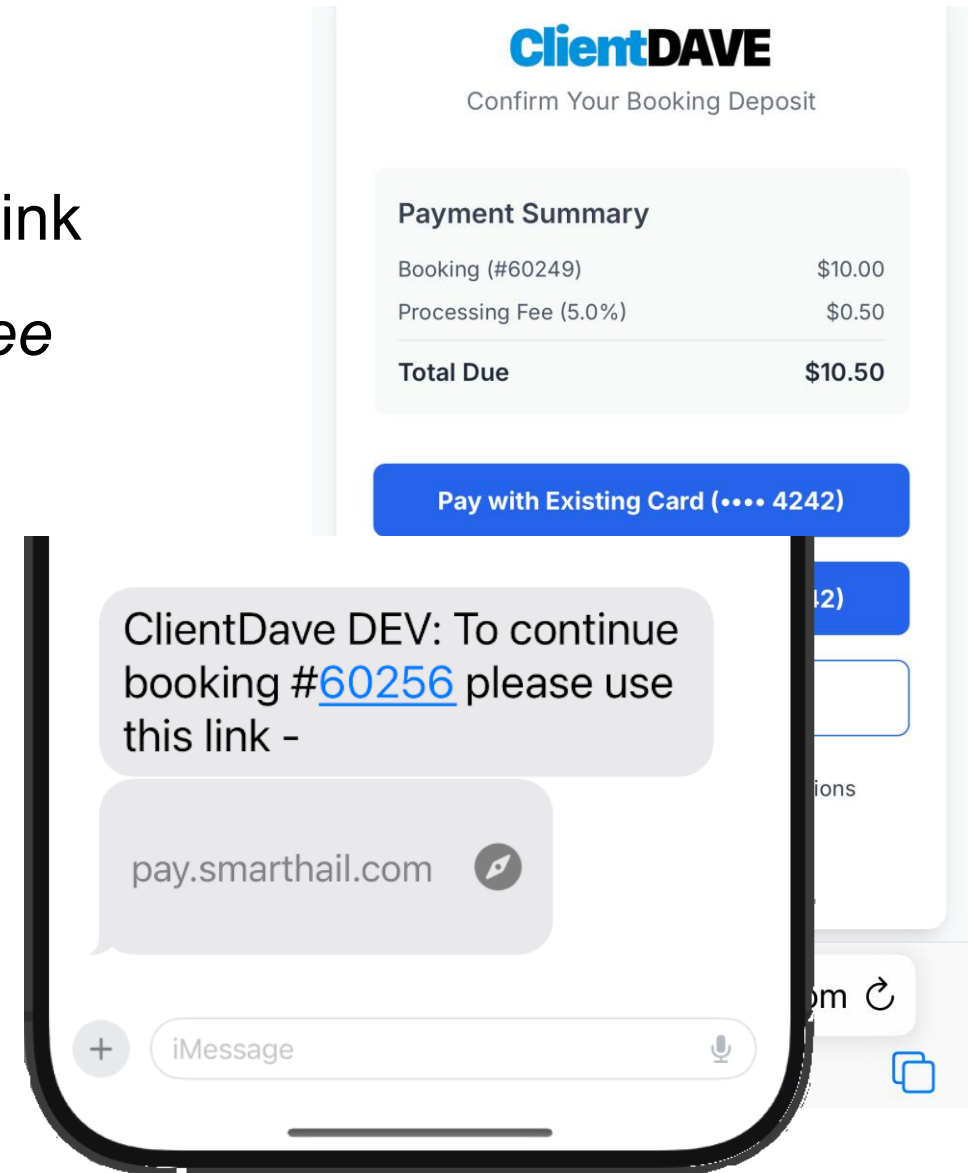 ClientDAVE
Confirm Your Booking Deposit
ink
ee
Payment Summary
Booking (#60249) $10.00
Processing Fee (5.0%) $0.50
Total Due $10.50
Pay with Existing Card (•••• 4242)
42)
ClientDave DEV: To continue
booking #60256 please use
this link -
ions
pay.smarthail.com
om
iMessage